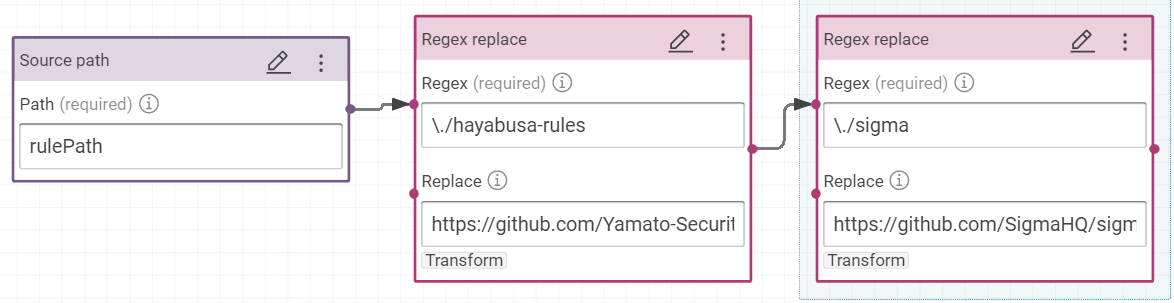 Source path
Path (required)
rulePath
Regex replace
Regex (required)
\./hayabusa-rules
Replace
https://github.com/Yamato-Securit
Transform
Regex replace
Regex (required)
\./sigma
Replace
https://github.com/SigmaHQ/sigm
Transform